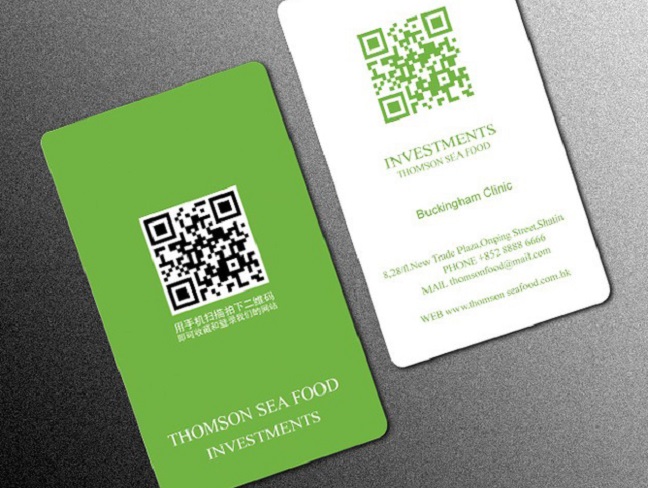 用手机扫描拍下二维码
即可收藏和登录我们的网站
THOMSON SEA FOOD
INVESTMENTS
INVESTMENTS
THOMSON SEA FOOD
Buckingham Clinic
8,28/fl.New Trade Plaza,Onping Street,Shatin
PHONE +852 8888 6666
MAIL thomsonfood@mail.com
WEB www.thomson seafood.com.hk